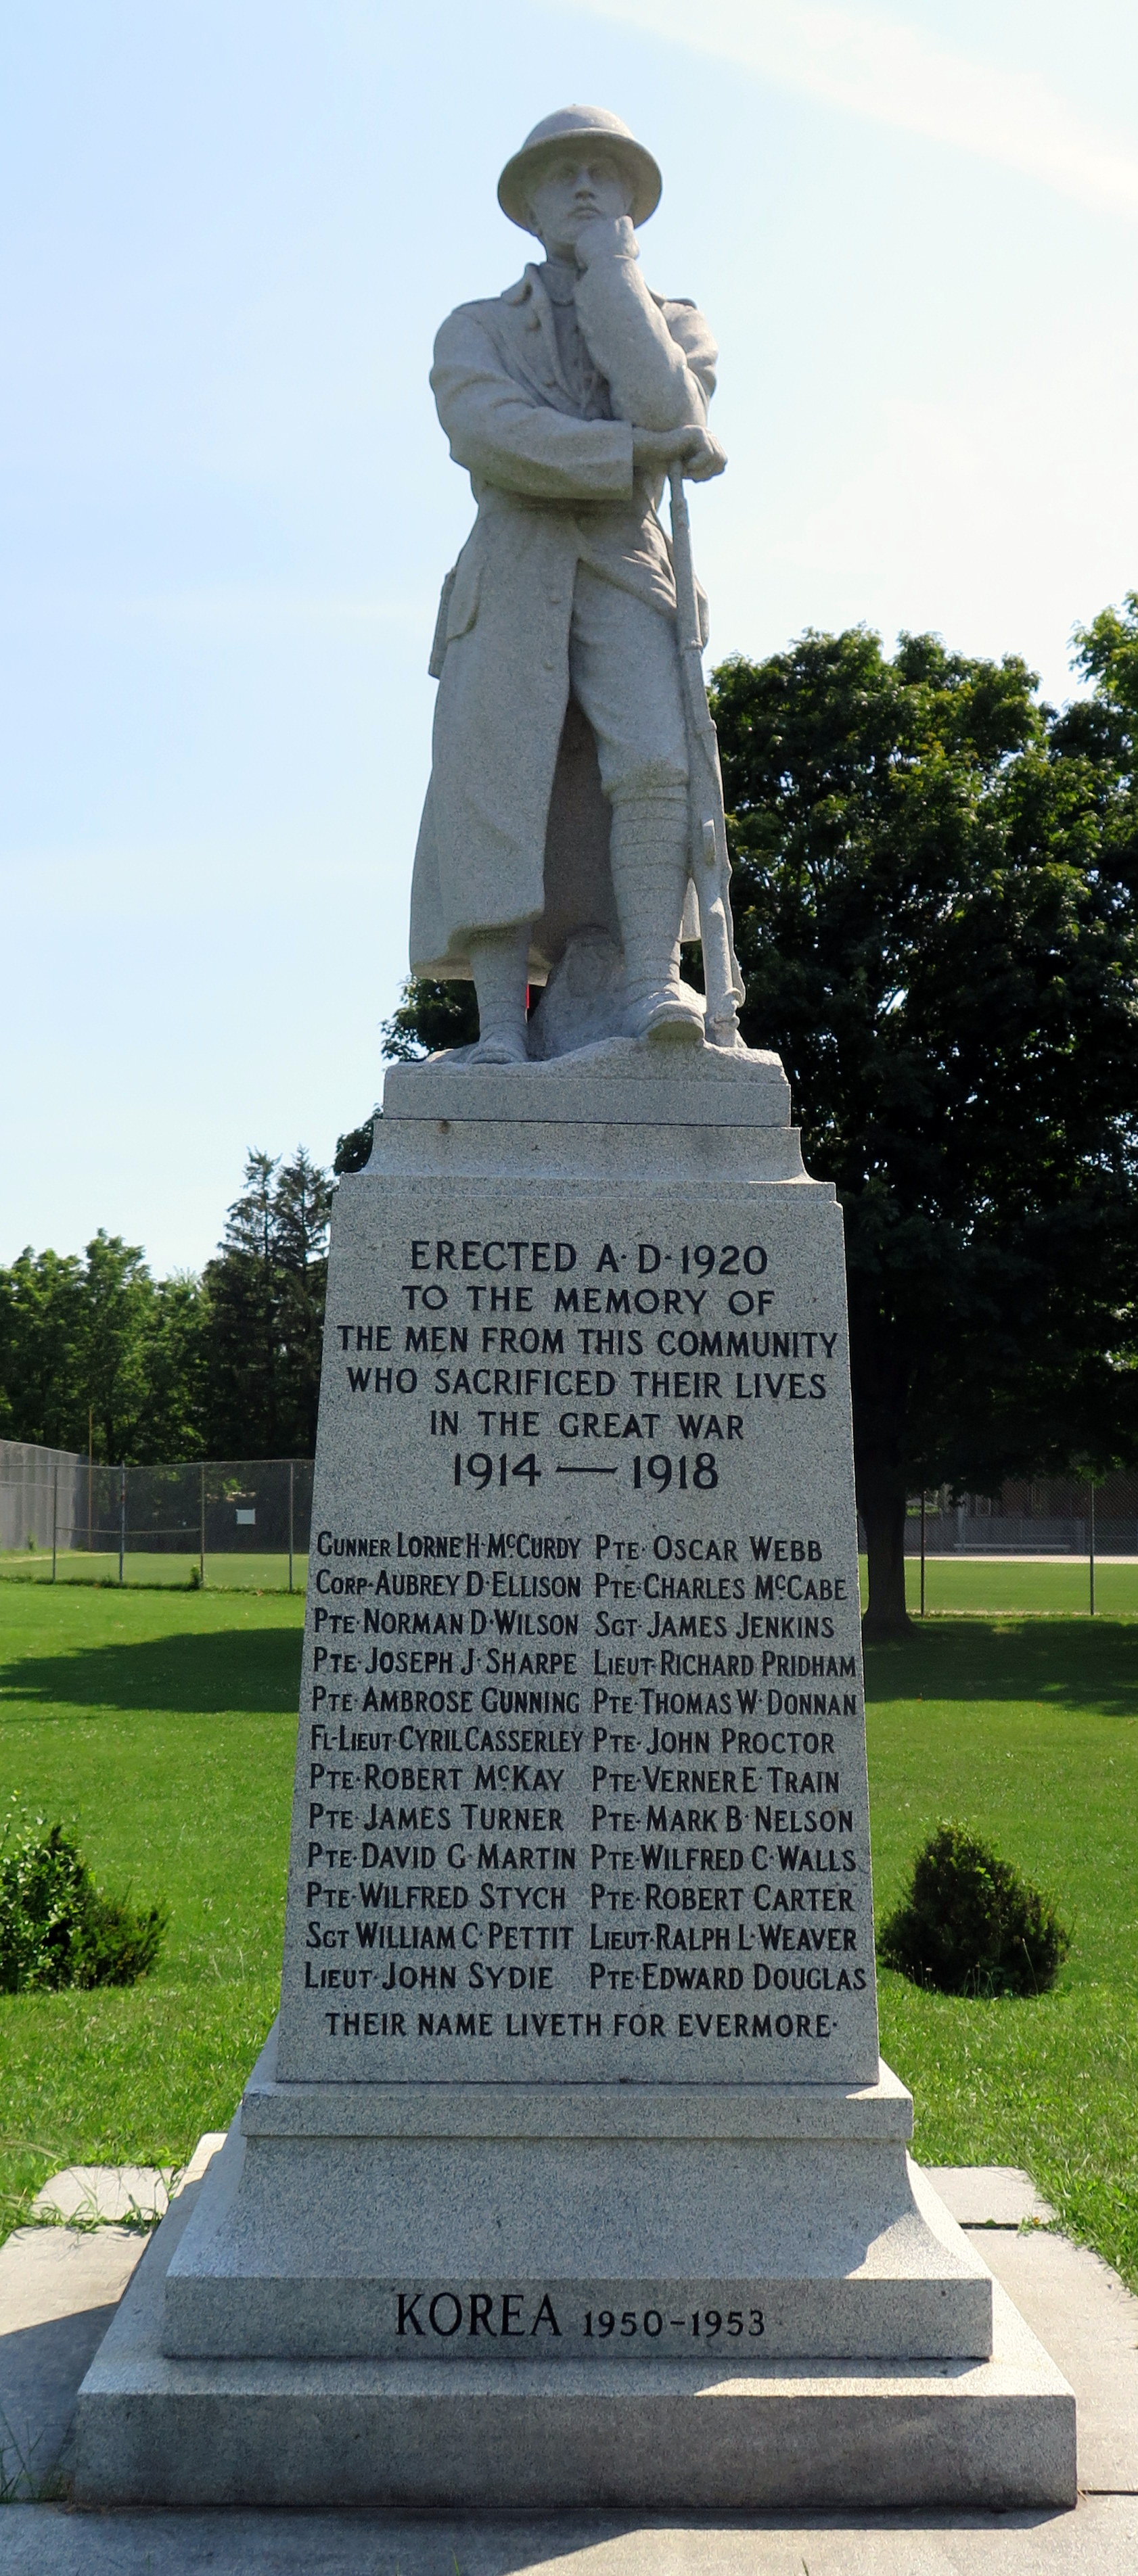 ERECTED A·D·1920
TO THE MEMORY OF
THE MEN FROM THIS COMMUNITY
WHO SACRIFICED THEIR LIVES
IN THE GREAT WAR
1914 — 1918
GUNNER LORNE H·McCURDY PTE·OSCAR WEBB
CORP·AUBREY D·ELLISON PTE·CHARLES McCABE
PTE·NORMAN D·WILSON SGT·JAMES JENKINS
PTE·JOSEPH J·SHARPE LIEUT·RICHARD PRIDHAM
PTE·AMBROSE GUNNING PTE·THOMAS W·DONNAN
FL-LIEUT·CYRIL CASSERLEY PTE·JOHN PROCTOR
PTE·ROBERT McKAY PTE·VERNER E·TRAIN
PTE·JAMES TURNER PTE·MARK B·NELSON
PTE·DAVID G·MARTIN PTE·WILFRED C·WALLS
PTE·WILFRED STYCH PTE·ROBERT CARTER
SGT WILLIAM C·PETTIT LIEUT·RALPH L·WEAVER
LIEUT·JOHN SYDIE PTE·EDWARD DOUGLAS
THEIR NAME LIVETH FOR EVERMORE·
KOREA 1950-1953